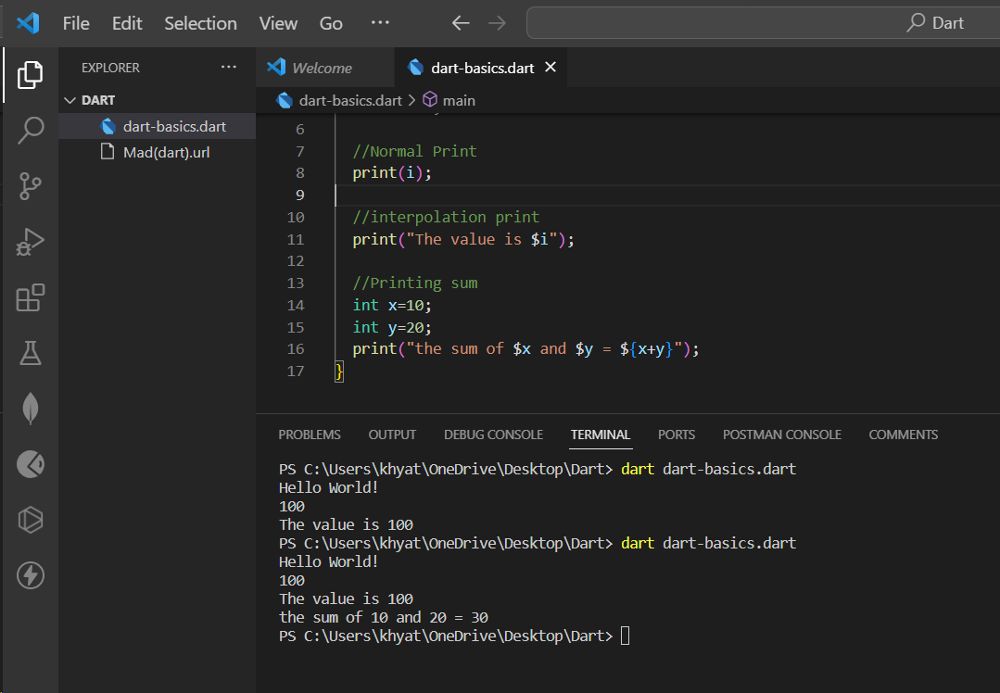 File Edit Selection View Go ··· Dart
EXPLORER ···
DART
dart-basics.dart
Mad(dart).url
Welcome dart-basics.dart
dart-basics.dart > main
6
7 //Normal Print
8 print(i);
9
10 //interpolation print
11 print("The value is $i");
12
13 //Printing sum
14 int x=10;
15 int y=20;
16 print("the sum of $x and $y = ${x+y}");
17 }
PROBLEMS OUTPUT DEBUG CONSOLE TERMINAL PORTS POSTMAN CONSOLE COMMENTS
PS C:\Users\khyat\OneDrive\Desktop\Dart> dart dart-basics.dart
Hello World!
100
The value is 100
PS C:\Users\khyat\OneDrive\Desktop\Dart> dart dart-basics.dart
Hello World!
100
The value is 100
the sum of 10 and 20 = 30
PS C:\Users\khyat\OneDrive\Desktop\Dart>